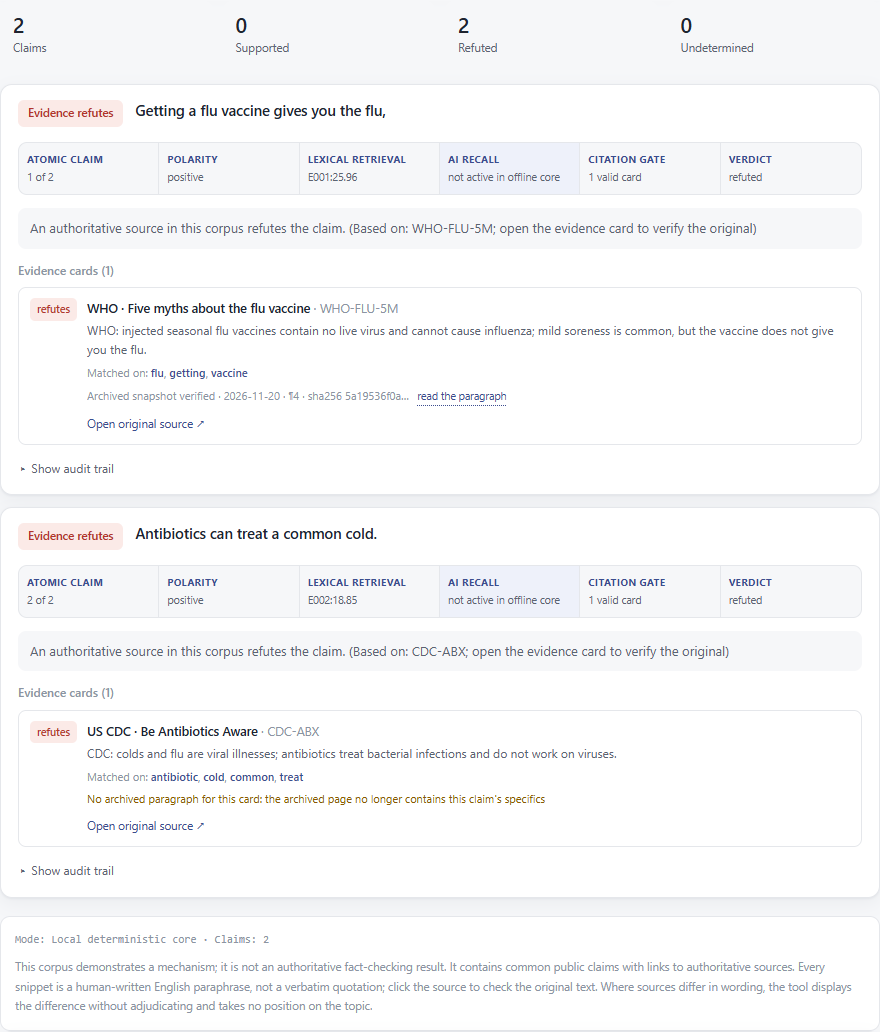 2
Claims
0
Supported
2
Refuted
0
Undetermined
Evidence refutes
Getting a flu vaccine gives you the flu,
ATOMIC CLAIM
1 of 2
POLARITY
positive
LEXICAL RETRIEVAL
E001:25.96
AI RECALL
not active in offline core
CITATION GATE
1 valid card
VERDICT
refuted
An authoritative source in this corpus refutes the claim. (Based on: WHO-FLU-5M; open the evidence card to verify the original)
Evidence cards (1)
refutes
WHO · Five myths about the flu vaccine · WHO-FLU-5M
WHO: injected seasonal flu vaccines contain no live virus and cannot cause influenza; mild soreness is common, but the vaccine does not give
you the flu.
Matched on: flu, getting, vaccine
Archived snapshot verified · 2026-11-20 · ¶4 · sha256 5a19536f0a… read the paragraph
Open original source ↗
▸ Show audit trail
Evidence refutes
Antibiotics can treat a common cold.
ATOMIC CLAIM
2 of 2
POLARITY
positive
LEXICAL RETRIEVAL
E002:18.85
AI RECALL
not active in offline core
CITATION GATE
1 valid card
VERDICT
refuted
An authoritative source in this corpus refutes the claim. (Based on: CDC-ABX; open the evidence card to verify the original)
Evidence cards (1)
refutes
US CDC · Be Antibiotics Aware · CDC-ABX
CDC: colds and flu are viral illnesses; antibiotics treat bacterial infections and do not work on viruses.
Matched on: antibiotic, cold, common, treat
No archived paragraph for this card: the archived page no longer contains this claim's specifics
Open original source ↗
▸ Show audit trail
Mode: Local deterministic core · Claims: 2
This corpus demonstrates a mechanism; it is not an authoritative fact-checking result. It contains common public claims with links to authoritative sources. Every
snippet is a human-written English paraphrase, not a verbatim quotation; click the source to check the original text. Where sources differ in wording, the tool displays
the difference without adjudicating and takes no position on the topic.